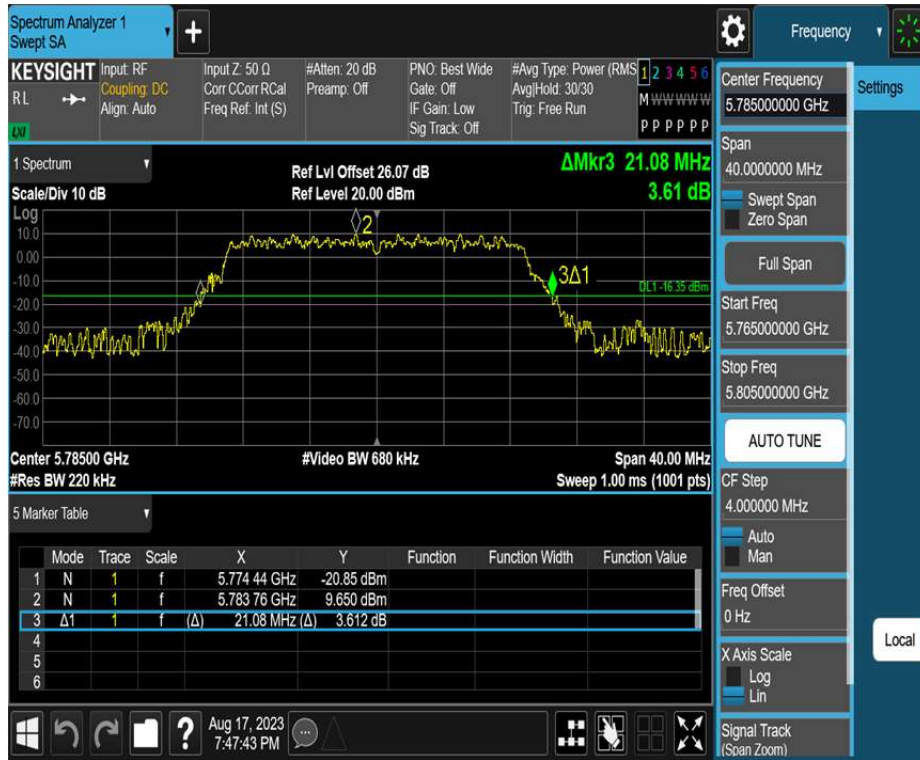 Spectrum Analyzer 1
Swept SA
+
Frequency
KEYSIGHT
RL
LXI
Input: RF
Coupling: DC
Align: Auto
Input Z: 50 Ω
Corr CCorr RCal
Freq Ref: Int (S)
#Atten: 20 dB
Preamp: Off
PNO: Best Wide
Gate: Off
IF Gain: Low
Sig Track: Off
#Avg Type: Power (RMS
Avg|Hold: 30/30
Trig: Free Run
1 2 3 4 5 6
M W W W W W
P P P P P P
1 Spectrum
Scale/Div 10 dB
Ref Lvl Offset 26.07 dB
Ref Level 20.00 dBm
ΔMkr3 21.08 MHz
3.61 dB
Log
10.0
0.00
-10.0
-20.0
-30.0
-40.0
-50.0
-60.0
-70.0
2
3Δ1
DL1 -16.35 dBm
Center 5.78500 GHz
#Video BW 680 kHz
Span 40.00 MHz
#Res BW 220 kHz
Sweep 1.00 ms (1001 pts)
5 Marker Table
Mode Trace Scale X Y Function Function Width Function Value
1 N 1 f 5.774 44 GHz -20.85 dBm
2 N 1 f 5.783 76 GHz 9.650 dBm
3 Δ1 1 f (Δ) 21.08 MHz (Δ) 3.612 dB
4
5
6
?
Aug 17, 2023
7:47:43 PM
Center Frequency
5.785000000 GHz
Settings
Span
40.0000000 MHz
Swept Span
Zero Span
Full Span
Start Freq
5.765000000 GHz
Stop Freq
5.805000000 GHz
AUTO TUNE
CF Step
4.000000 MHz
Auto
Man
Freq Offset
0 Hz
Local
X Axis Scale
Log
Lin
Signal Track
(Span Zoom)